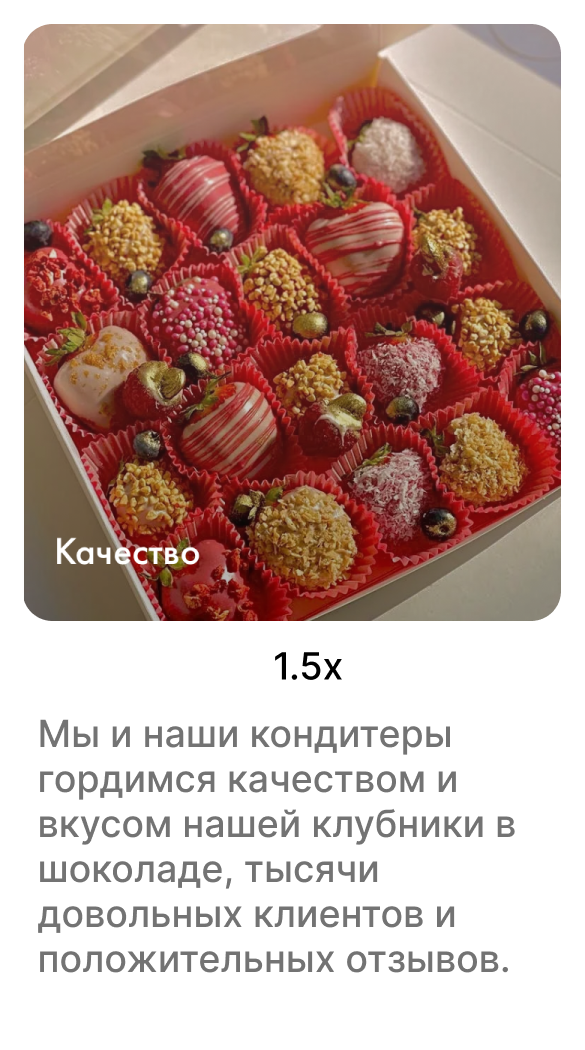 Качество
1.5x
Мы и наши кондитеры
гордимся качеством и
вкусом нашей клубники в
шоколаде, тысячи
довольных клиентов и
положительных отзывов.